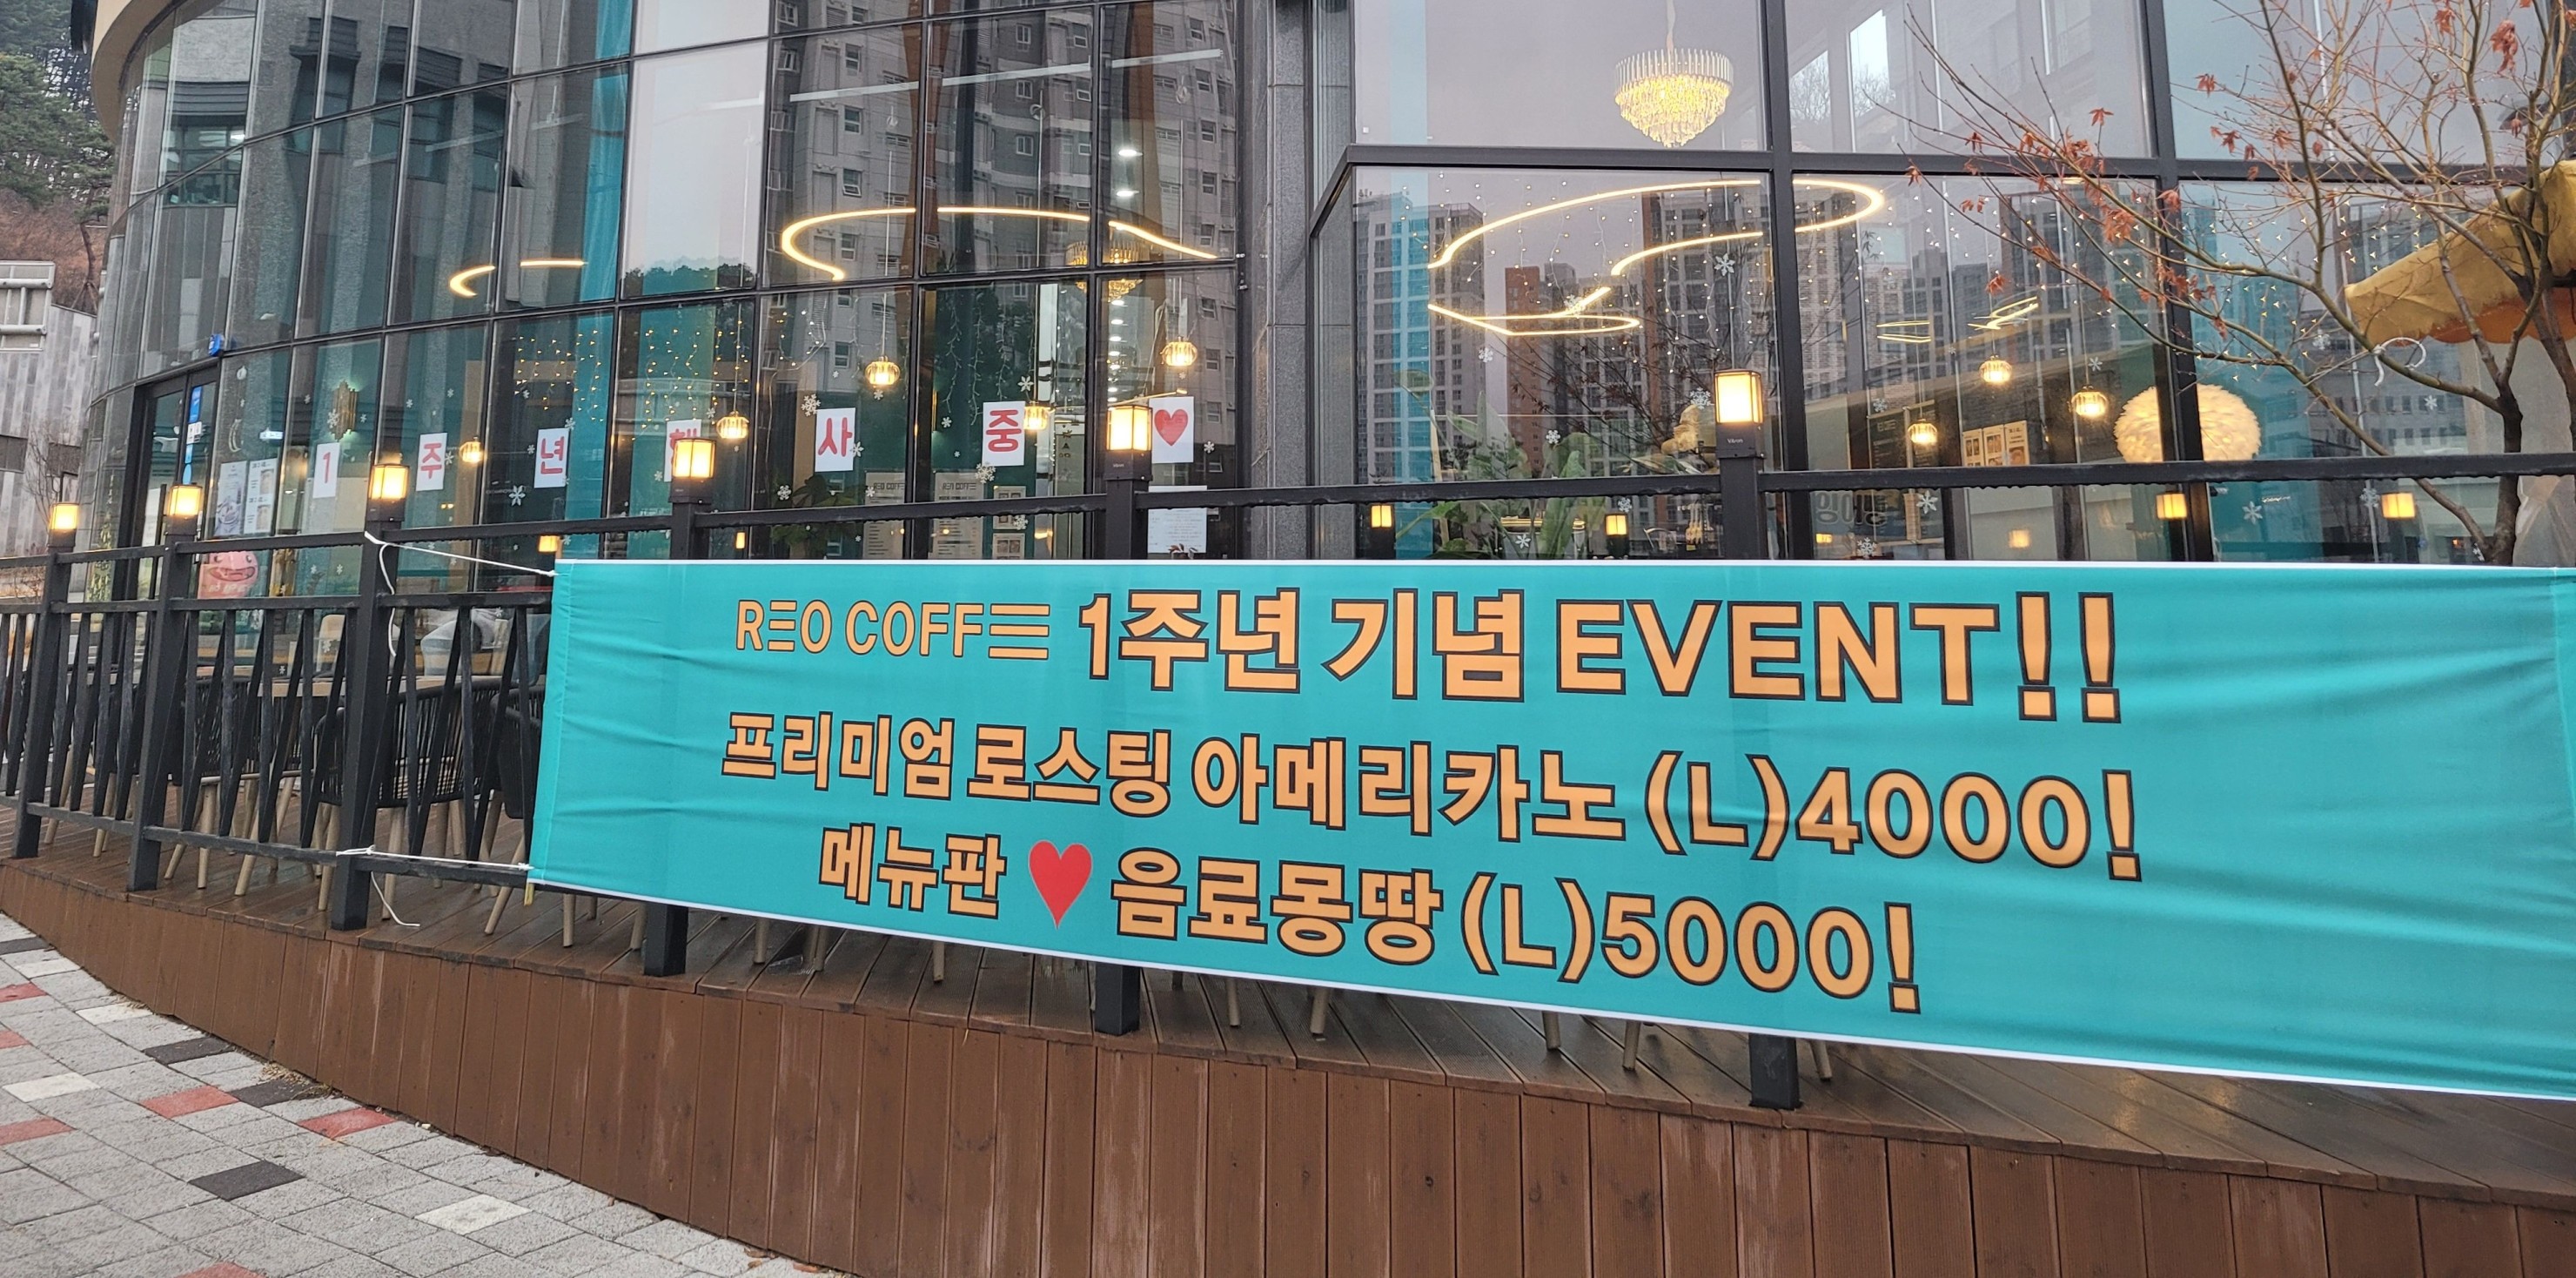 1 주 년 행 사 중 ♥
REO COFFEE 1주년 기념 EVENT!!
프리미엄 로스팅 아메리카노 (L)4000!
메뉴판 ♥ 음료몽땅 (L)5000!